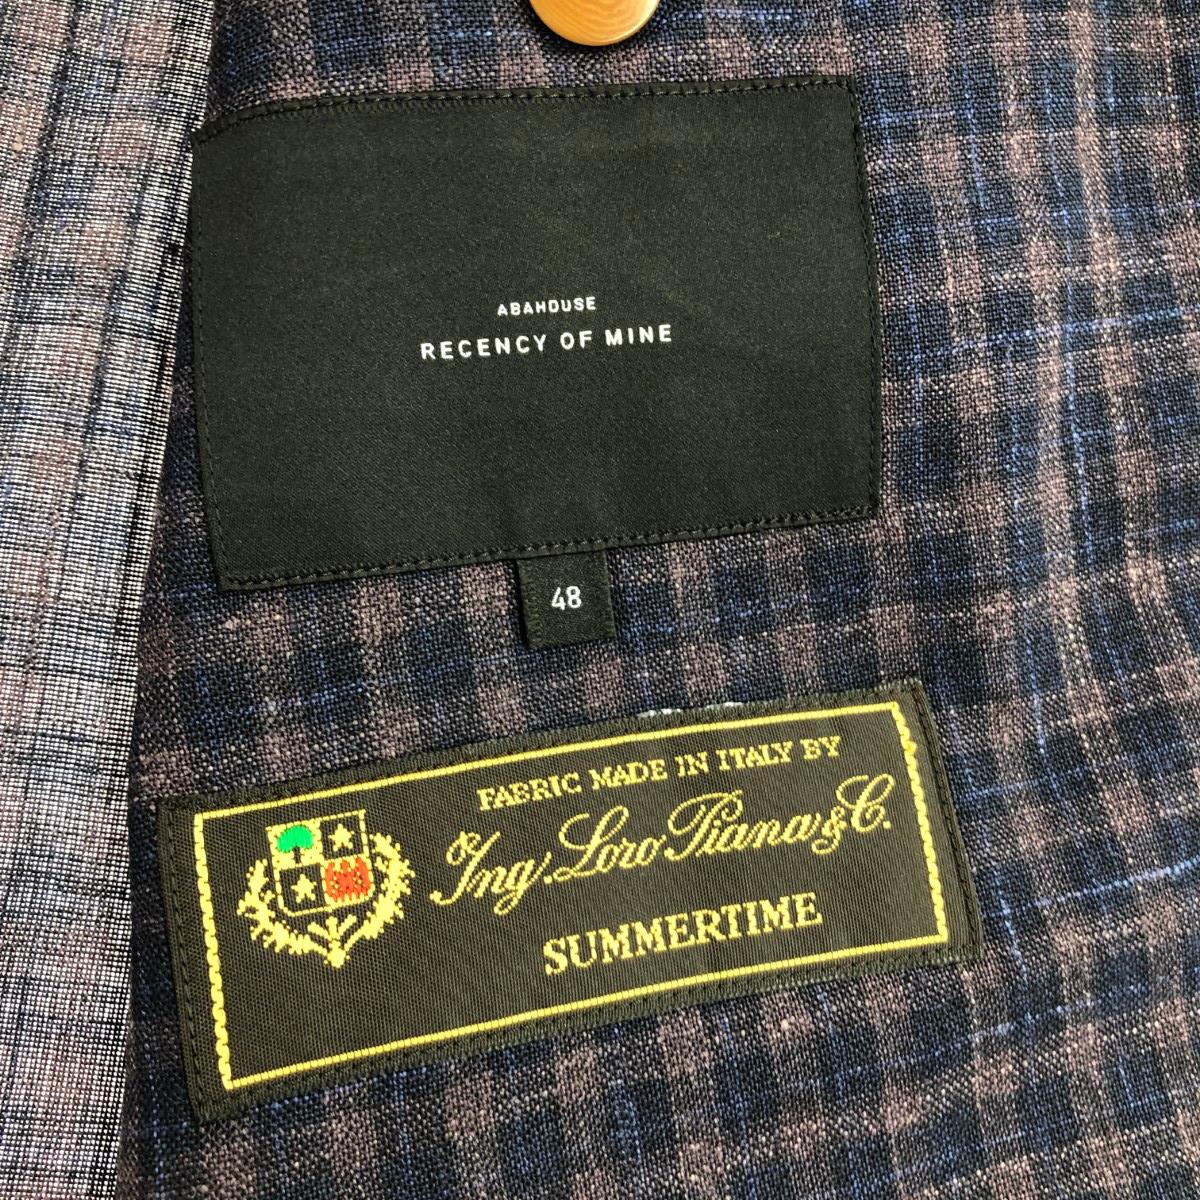 ABAHOUSE
RECENCY OF MINE
48
FABRIC MADE IN ITALY BY
Ing. Loro Piana & C.
SUMMERTIME